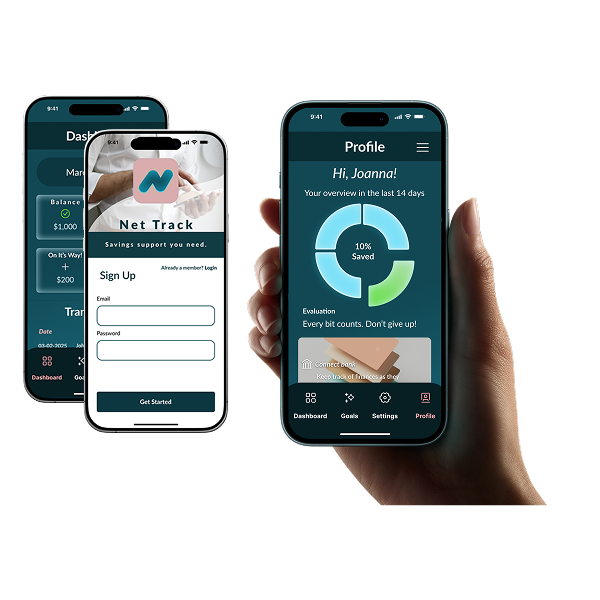 9:41
Dash
Marc
Balance
$1,000
On It's Way!
+
$200
Tran
Date
03-02-2025 Joh
Dashboard Goa
9:41
Net Track
Savings support you need.
Already a member? Login
Sign Up
Email
Password
Get Started
9:41
Profile
Hi, Joanna!
Your overview in the last 14 days
10%
Saved
Evaluation
Every bit counts. Don't give up!
Connect bank
Keep track of finances as they
Dashboard Goals Settings Profile